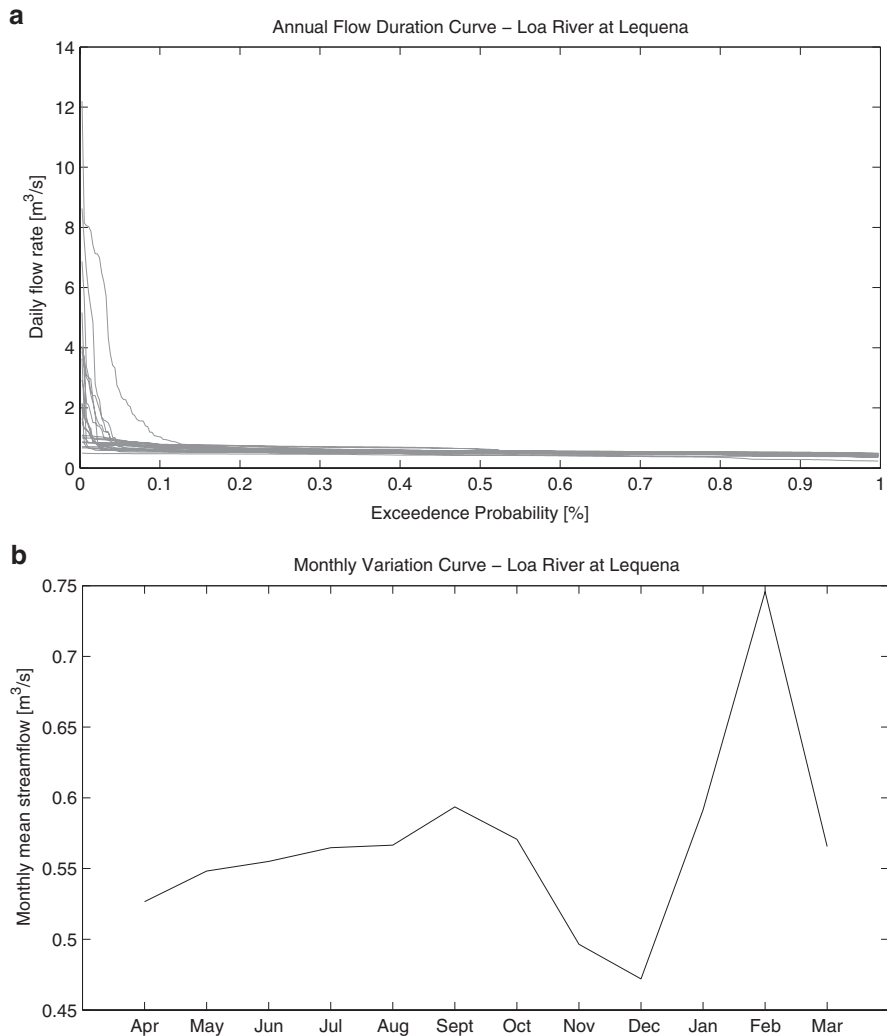 a
Annual Flow Duration Curve – Loa River at Lequena
Daily flow rate [m³/s]
14
12
10
8
6
4
2
0
0 0.1 0.2 0.3 0.4 0.5 0.6 0.7 0.8 0.9 1
Exceedence Probability [%]
b
Monthly Variation Curve – Loa River at Lequena
Monthly mean streamflow [m³/s]
0.75
0.7
0.65
0.6
0.55
0.5
0.45
Apr May Jun Jul Aug Sept Oct Nov Dec Jan Feb Mar